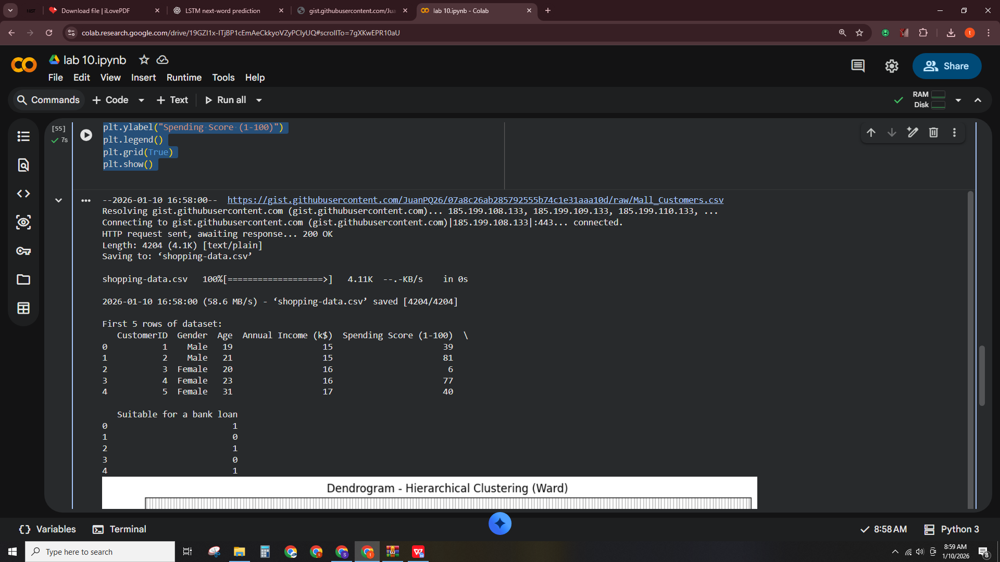 Download file | iLovePDF
LSTM next-word prediction
gist.githubusercontent.com/Jua
lab 10.ipynb - Colab
colab.research.google.com/drive/19GZI1x-ITjBP1cEmAeCkkyoVZyPCIyUQ#scrollTo=7gXKwEPR10aU
t
lab 10.ipynb
File Edit View Insert Runtime Tools Help
Share
Commands + Code + Text Run all
RAM
Disk
[55]
7s
plt.ylabel("Spending Score (1-100)")
plt.legend()
plt.grid(True)
plt.show()
--2026-01-10 16:58:00-- https://gist.githubusercontent.com/JuanPQ26/07a8c26ab285792555b74c1e31aaa10d/raw/Mall_Customers.csv
Resolving gist.githubusercontent.com (gist.githubusercontent.com)... 185.199.108.133, 185.199.109.133, 185.199.110.133, ...
Connecting to gist.githubusercontent.com (gist.githubusercontent.com)|185.199.108.133|:443... connected.
HTTP request sent, awaiting response... 200 OK
Length: 4204 (4.1K) [text/plain]
Saving to: ‘shopping-data.csv’
shopping-data.csv 100%[===================>] 4.11K --.-KB/s in 0s
2026-01-10 16:58:00 (58.6 MB/s) - ‘shopping-data.csv’ saved [4204/4204]
First 5 rows of dataset:
CustomerID Gender Age Annual Income (k$) Spending Score (1-100) \
0 1 Male 19 15 39
1 2 Male 21 15 81
2 3 Female 20 16 6
3 4 Female 23 16 77
4 5 Female 31 17 40
Suitable for a bank loan
0 1
1 0
2 1
3 0
4 1
Dendrogram - Hierarchical Clustering (Ward)
Variables
Terminal
8:58 AM
Python 3
Type here to search
8:59 AM
1/10/2026
8